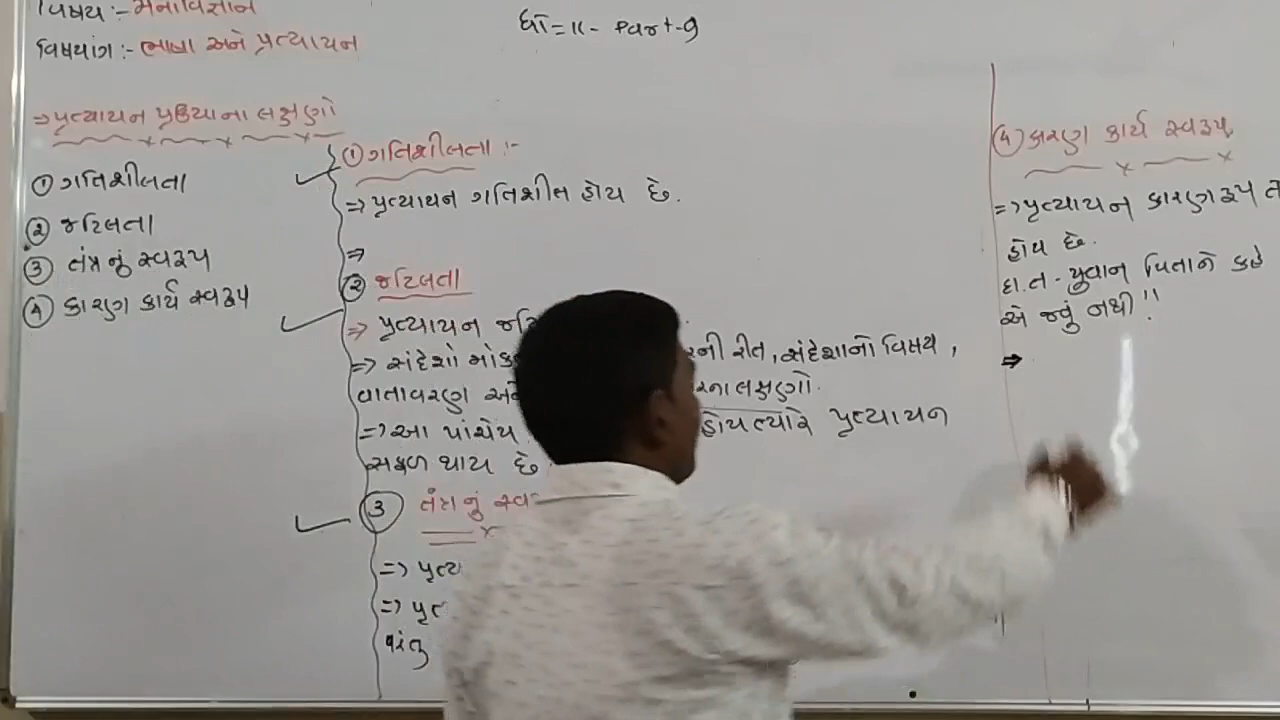 વિષય :- મનોવિજ્ઞાન
ધો = ॥ - Part-9
વિષયાંગ :- ભાષા અને પ્રત્યાયન
=> પ્રત્યાયન પ્રક્રિયાના લક્ષણો
① ગતિશીલતા
② જટિલતા
③ તંત્રનું સ્વરૂપ
④ કારણ કાર્ય સ્વરૂપ
① ગતિશીલતા :-
=> પ્રત્યાયન ગતિશીલ હોય છે.
=>
② જટિલતા
=> પ્રત્યાયન
=> સંદેશો રીત, સંદેશાનો વિષય,
વાતાવરણ લક્ષણો.
=> આ પાંચેય હોય ત્યારે પ્રત્યાયન
સફળ થાય છે
③ તંત્રનું
=>
=>
પરંતુ
④ કારણ કાર્ય સ્વરૂપ
=> પ્રત્યાયન કારણરૂપ
હોય છે.
દા.ત - યુવાન પિતાને કહે
એ જવું નથી !!
=>